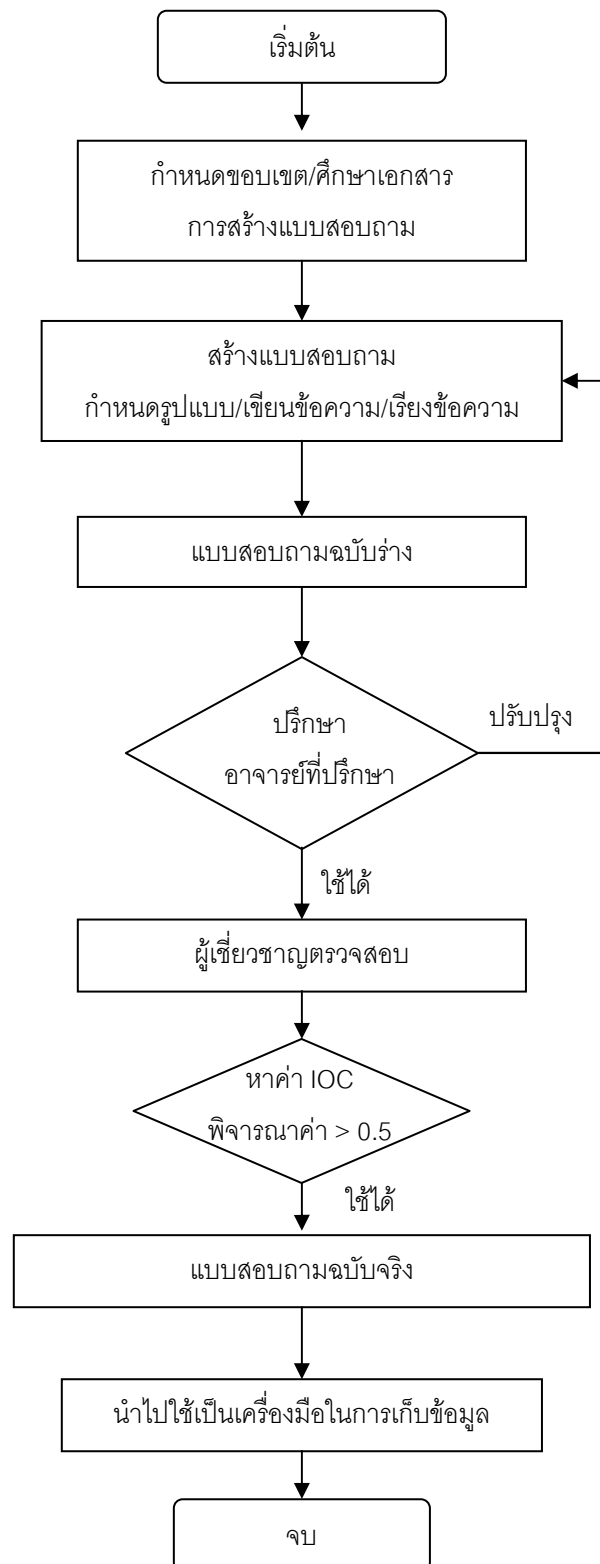 เริ่มต้น
กำหนดขอบเขต/ศึกษาเอกสาร
การสร้างแบบสอบถาม
สร้างแบบสอบถาม
กำหนดรูปแบบ/เขียนข้อความ/เรียงข้อความ
แบบสอบถามฉบับร่าง
ปรึกษา
อาจารย์ที่ปรึกษา
ปรับปรุง
ใช้ได้
ผู้เชี่ยวชาญตรวจสอบ
หาค่า IOC
พิจารณาค่า > 0.5
ใช้ได้
แบบสอบถามฉบับจริง
นำไปใช้เป็นเครื่องมือในการเก็บข้อมูล
จบ